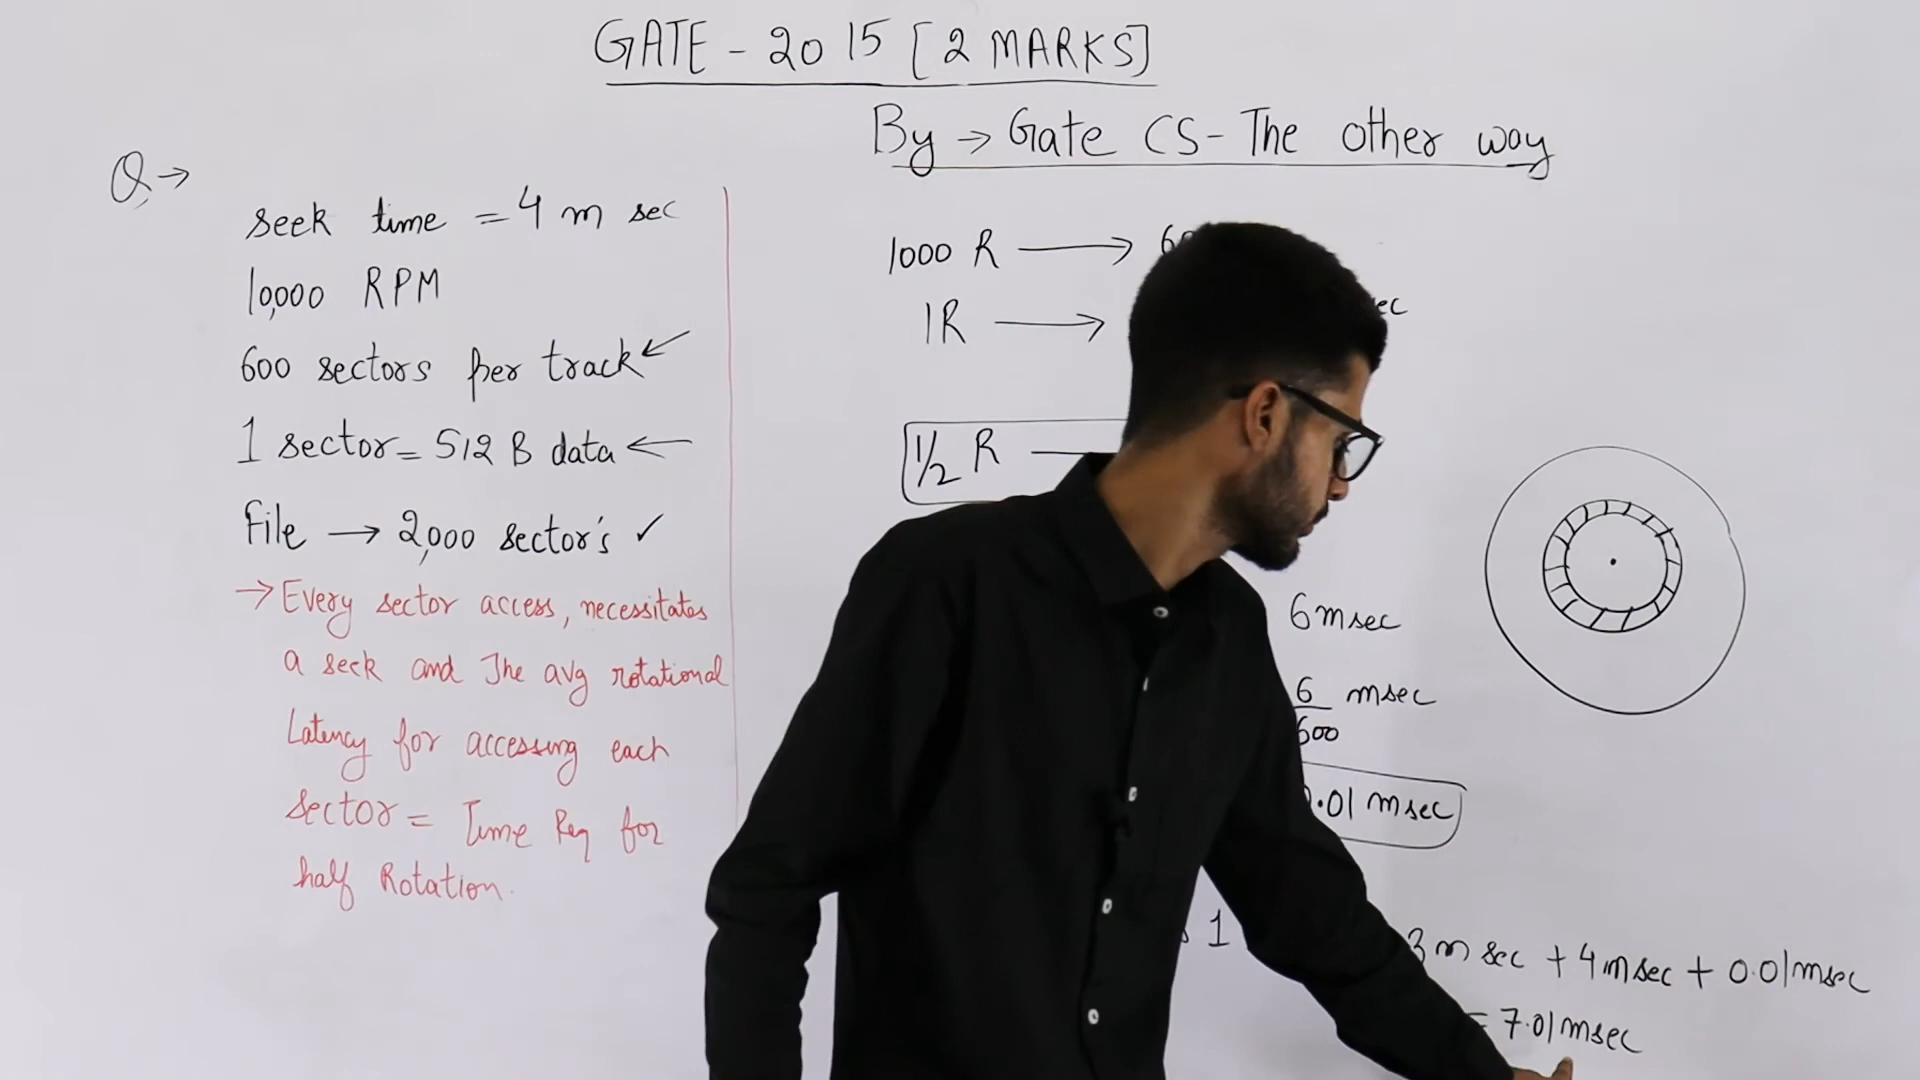 GATE - 2015 [2 MARKS]
By → Gate CS - The other way
Q →
seek time = 4 m sec
10,000 RPM
600 sectors per track ←
1 sector = 512 B data ←
File → 2,000 sector's ✓
→ Every sector access, necessitates
a seek and The avg rotational
Latency for accessing each
sector = Time Req for
half Rotation.
1000 R →
1R →
1/2 R
6 msec
6/600 msec
.01 msec
1
3 m sec + 4 m sec + 0.01 msec
= 7.01 msec